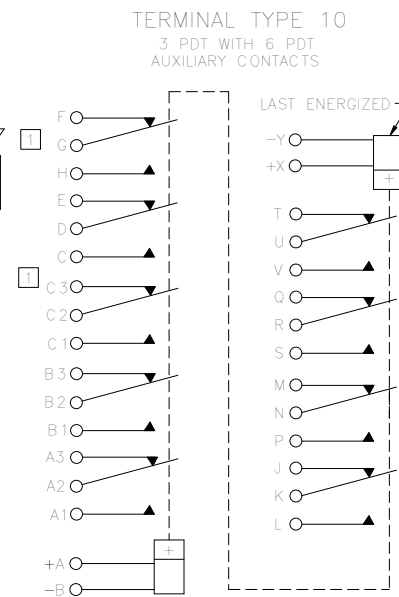 TERMINAL TYPE 10
3 PDT WITH 6 PDT
AUXILIARY CONTACTS
F
1
G
H
E
D
C
1
C3
C2
C1
B3
B2
B1
A3
A2
A1
+
+A
-B
LAST ENERGIZED
-Y
+X
+
T
U
V
Q
R
S
M
N
P
J
K
L